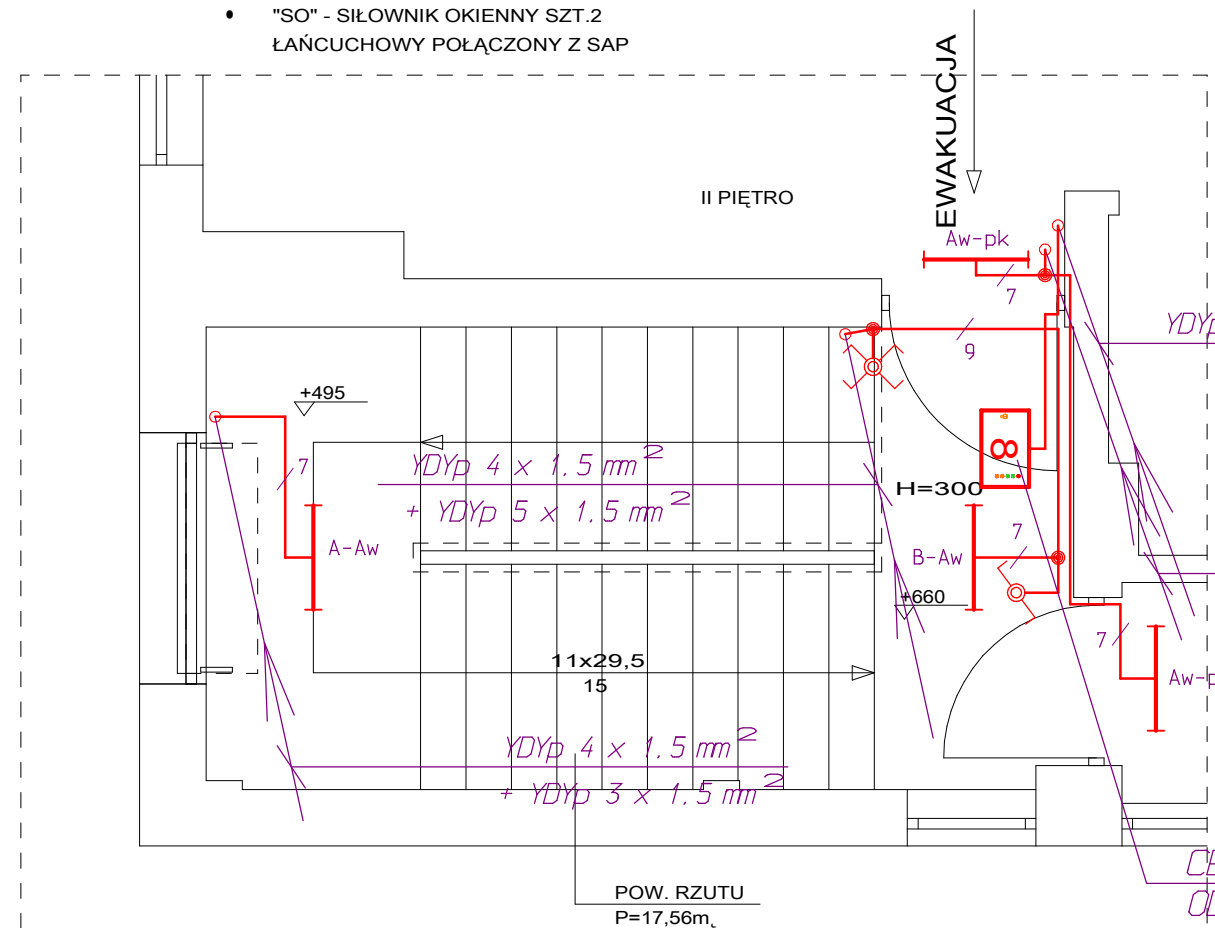 • "SO" - SIŁOWNIK OKIENNY SZT.2
ŁAŃCUCHOWY POŁĄCZONY Z SAP
EWAKUACJA
II PIĘTRO
Aw-pk
7
YDYp
9
+495
7
YDYp 4 x 1.5 mm²
+ YDYp 5 x 1.5 mm²
8
H=300
A-Aw
7
B-Aw
+660
7
11x29,5
15
Aw-p
YDYp 4 x 1.5 mm²
+ YDYp 3 x 1.5 mm²
POW. RZUTU
P=17,56m